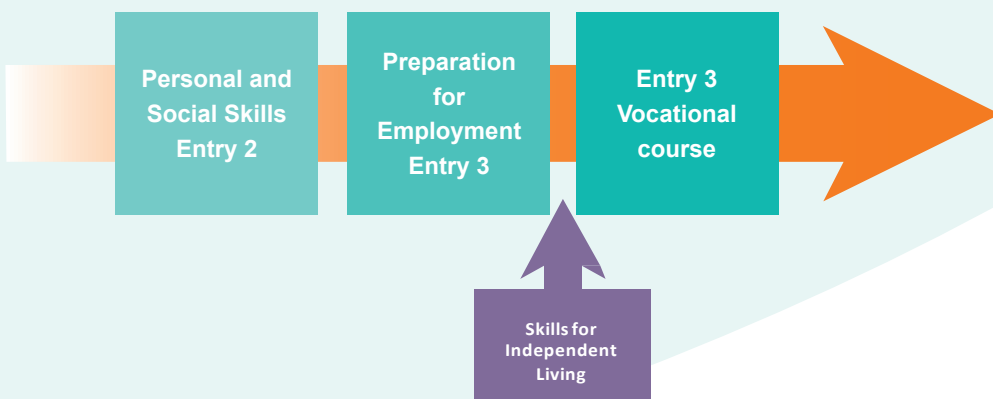 Personal and
Social Skills
Entry 2
Preparation
for
Employment
Entry 3
Entry 3
Vocational
course
Skills for
Independent
Living